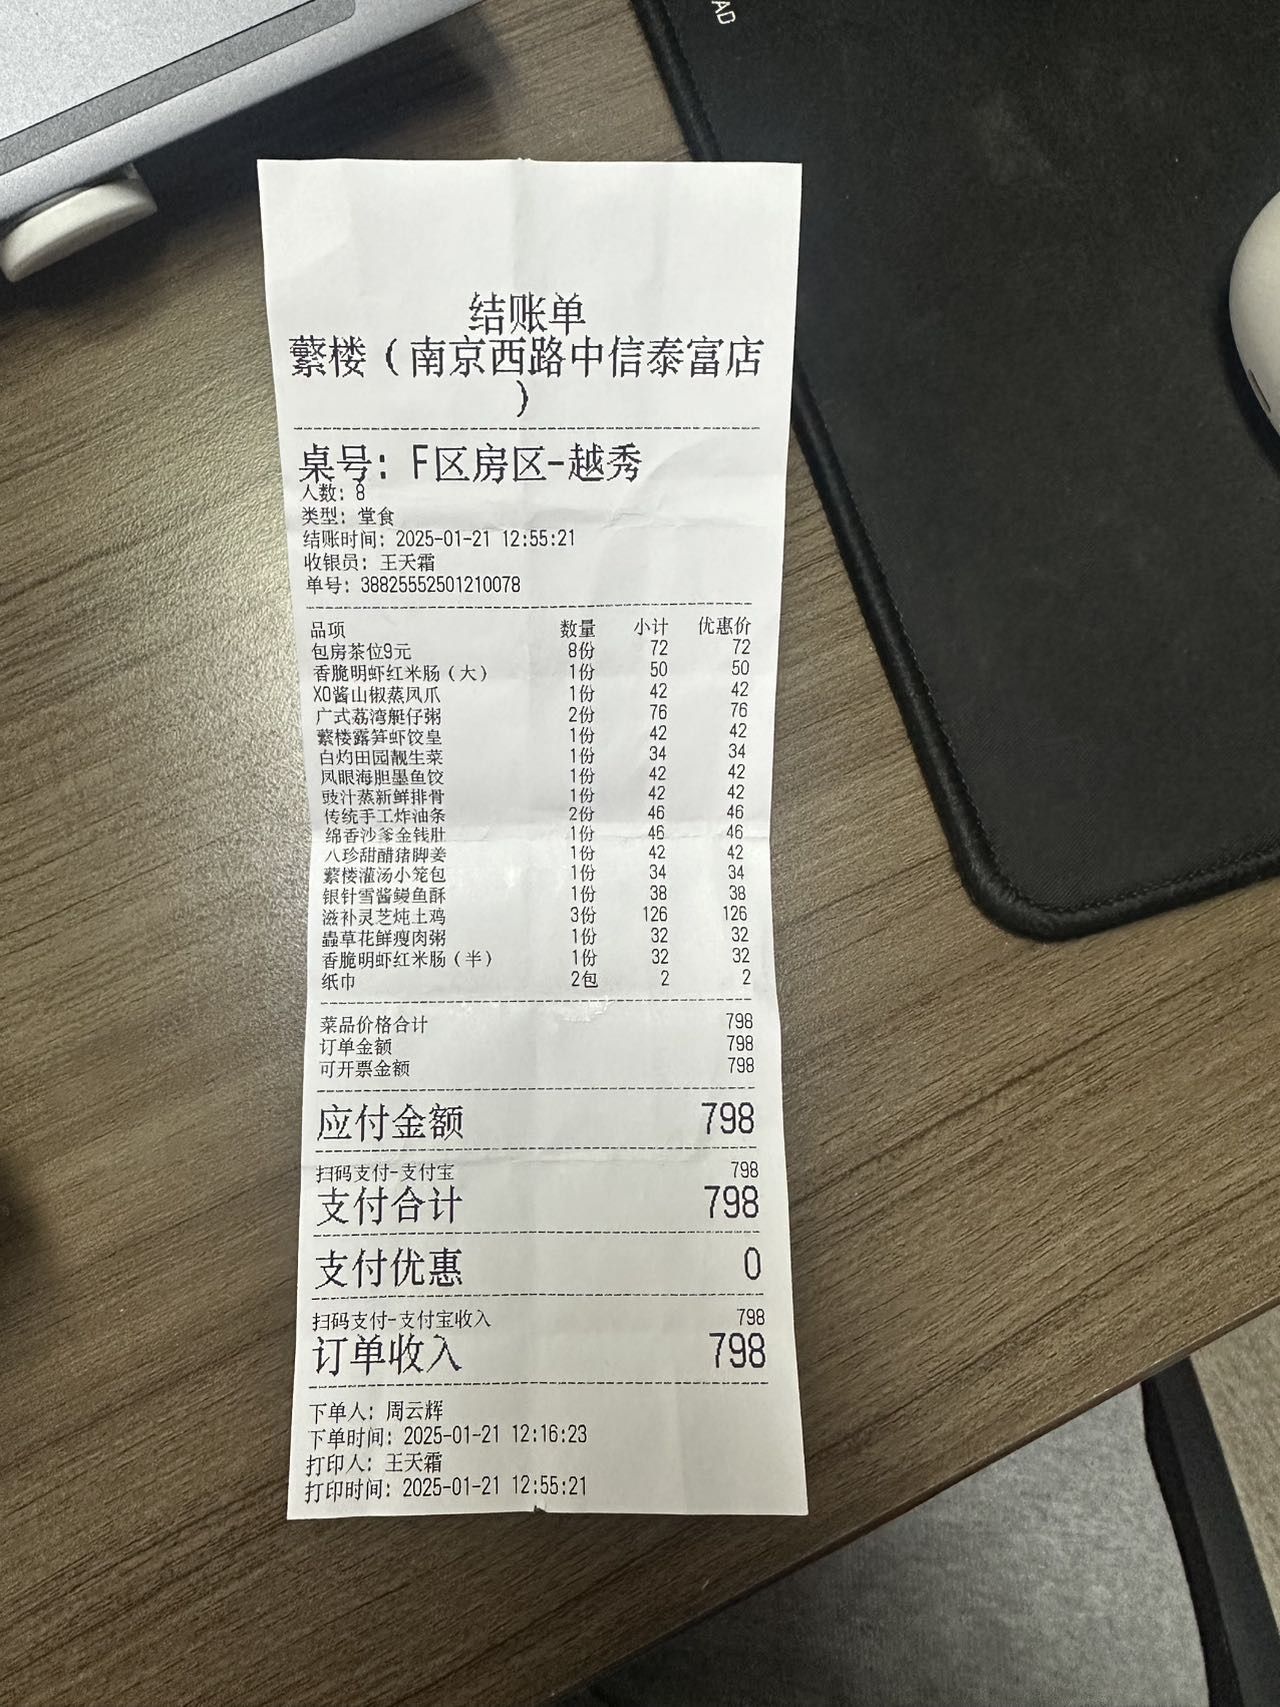 AD
结账单
蘩楼（南京西路中信泰富店
）
桌号：F区房区-越秀
人数：8
类型：堂食
结账时间：2025-01-21 12:55:21
收银员：王天霜
单号：38825552501210078
品项 数量 小计 优惠价
包房茶位9元 8份 72 72
香脆明虾红米肠（大） 1份 50 50
XO酱山椒蒸凤爪 1份 42 42
广式荔湾艇仔粥 2份 76 76
蘩楼露笋虾饺皇 1份 42 42
白灼田园靓生菜 1份 34 34
凤眼海胆墨鱼饺 1份 42 42
豉汁蒸新鲜排骨 1份 42 42
传统手工炸油条 2份 46 46
绵香沙爹金钱肚 1份 46 46
八珍甜醋猪脚姜 1份 42 42
蘩楼灌汤小笼包 1份 34 34
银针雪酱鳗鱼酥 1份 38 38
滋补灵芝炖土鸡 3份 126 126
蟲草花鲜瘦肉粥 1份 32 32
香脆明虾红米肠（半） 1份 32 32
纸巾 2包 2 2
菜品价格合计 798
订单金额 798
可开票金额 798
应付金额 798
扫码支付-支付宝 798
支付合计 798
支付优惠 0
扫码支付-支付宝收入 798
订单收入 798
下单人：周云辉
下单时间：2025-01-21 12:16:23
打印人：王天霜
打印时间：2025-01-21 12:55:21